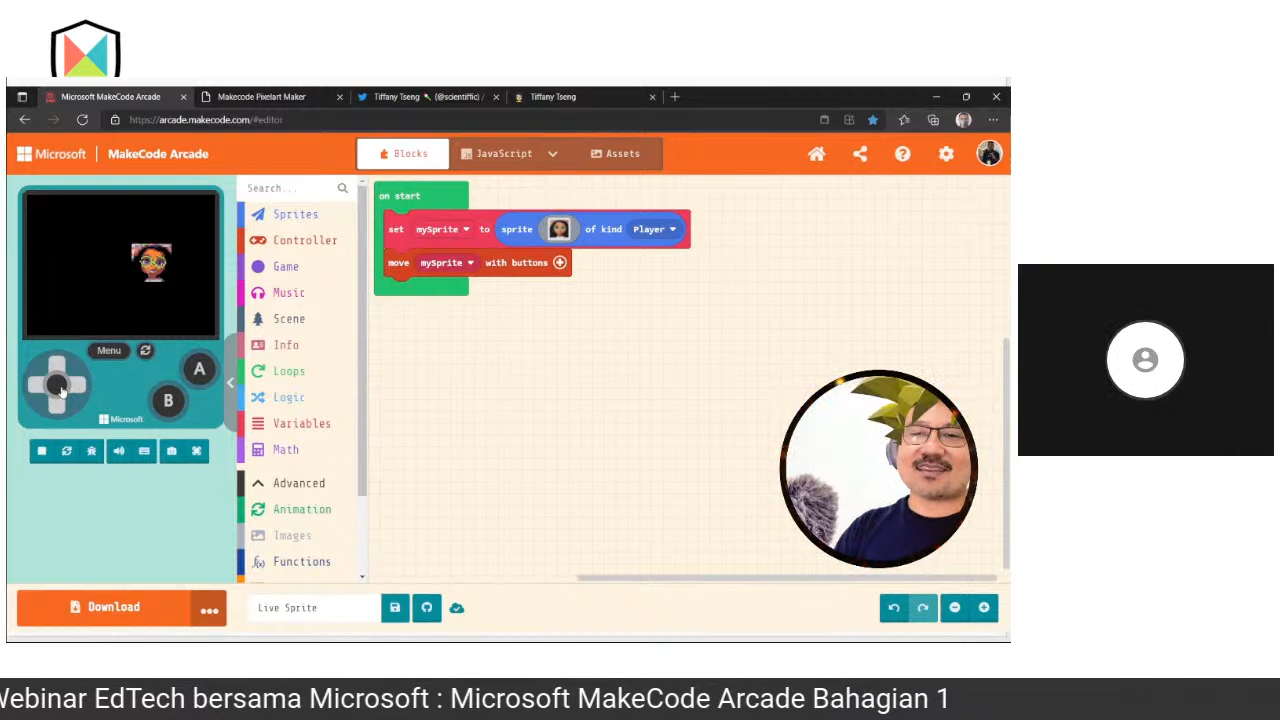 Microsoft MakeCode Arcade
Makecode Pixelart Maker
Tiffany Tseng (@scientiffic) /
Tiffany Tseng
https://arcade.makecode.com/#editor
Microsoft
MakeCode Arcade
Blocks
JavaScript
Assets
Search...
Sprites
Controller
Game
Music
Scene
Info
Loops
Logic
Variables
Math
Advanced
Animation
Images
Functions
on start
set mySprite to sprite of kind Player
move mySprite with buttons
Menu
A
B
Microsoft
Download
Live Sprite
Webinar EdTech bersama Microsoft : Microsoft MakeCode Arcade Bahagian 1